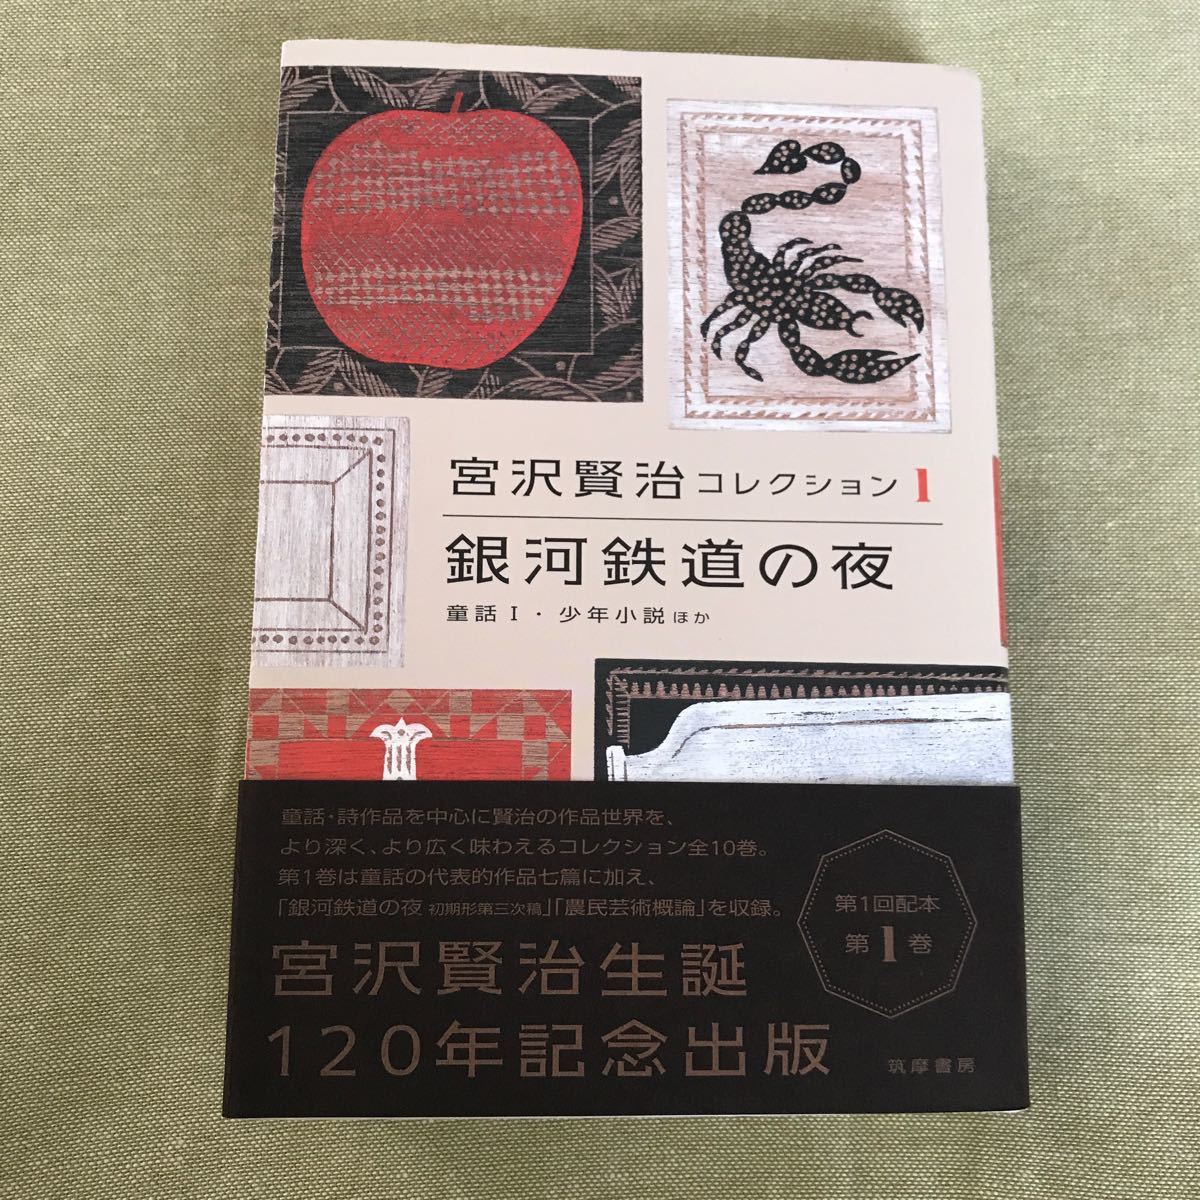 宮沢賢治コレクション 1
銀河鉄道の夜
童話 I・少年小説 ほか
童話・詩作品を中心に賢治の作品世界を、
より深く、より広く味わえるコレクション全10巻。
第1巻は童話の代表的作品七篇に加え、
「銀河鉄道の夜 初期形第三次稿」「農民芸術概論」を収録。
宮沢賢治生誕
120年記念出版
第1回配本
第1巻
筑摩書房